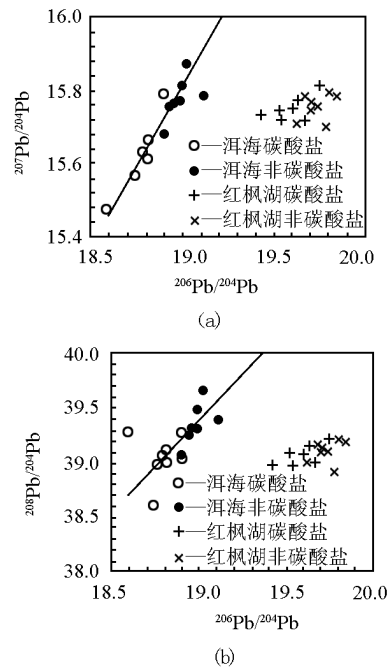 16.0
15.8
15.6
15.4
²⁰⁷Pb/²⁰⁴Pb
洱海碳酸盐
洱海非碳酸盐
红枫湖碳酸盐
红枫湖非碳酸盐
18.5 19.0 19.5 20.0
²⁰⁶Pb/²⁰⁴Pb
(a)
40.0
39.5
39.0
38.5
38.0
²⁰⁸Pb/²⁰⁴Pb
洱海碳酸盐
洱海非碳酸盐
红枫湖碳酸盐
红枫湖非碳酸盐
18.5 19.0 19.5 20.0
²⁰⁶Pb/²⁰⁴Pb
(b)